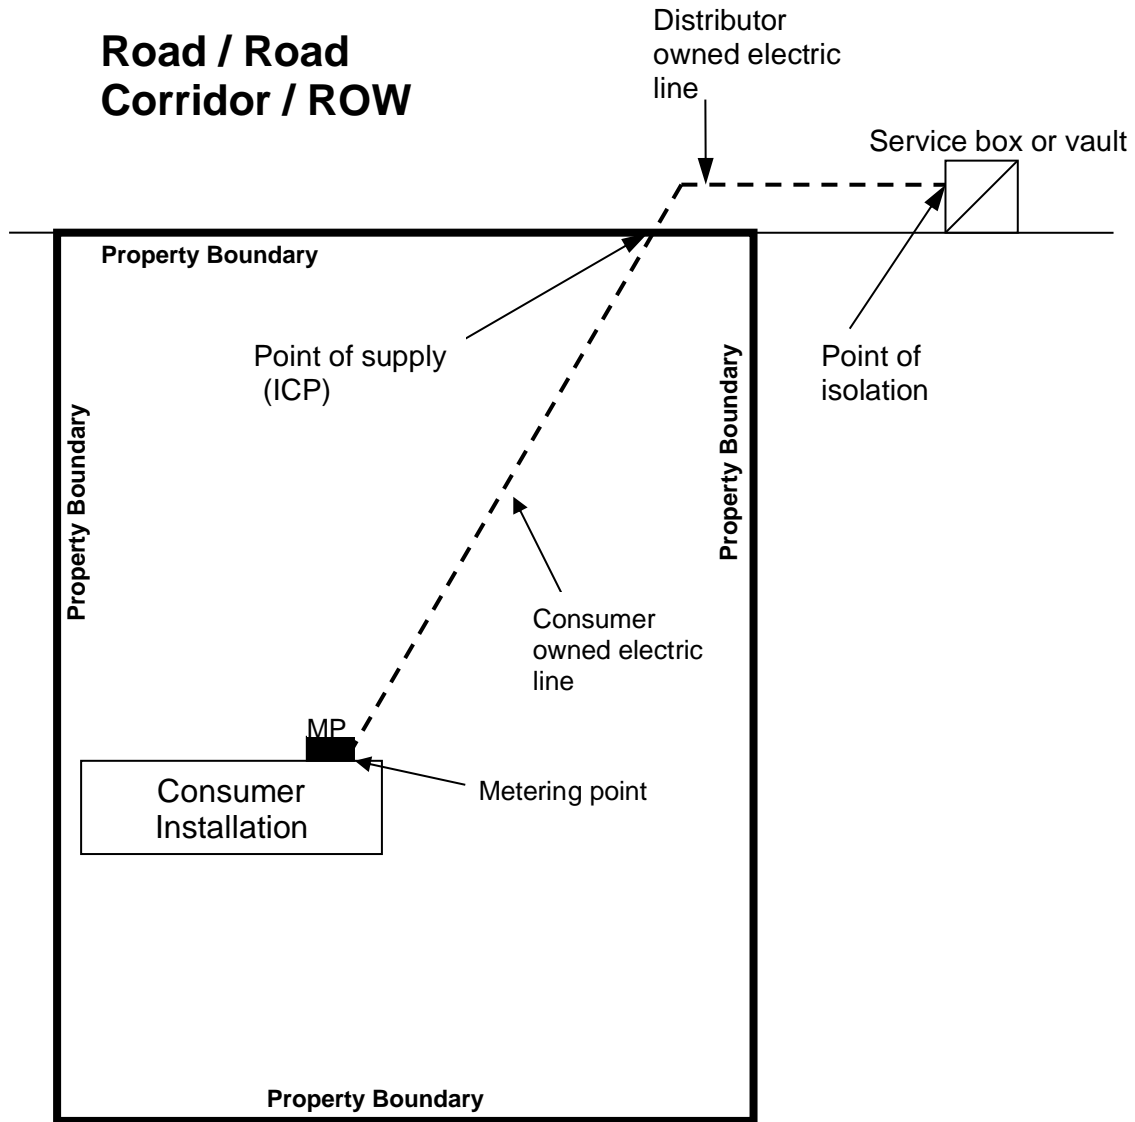 Road / Road
Corridor / ROW
Distributor
owned electric
line
Service box or vault
Property Boundary
Point of supply
(ICP)
Point of
isolation
Property Boundary
Property Boundary
Consumer
owned electric
line
MP
Metering point
Consumer
Installation
Property Boundary